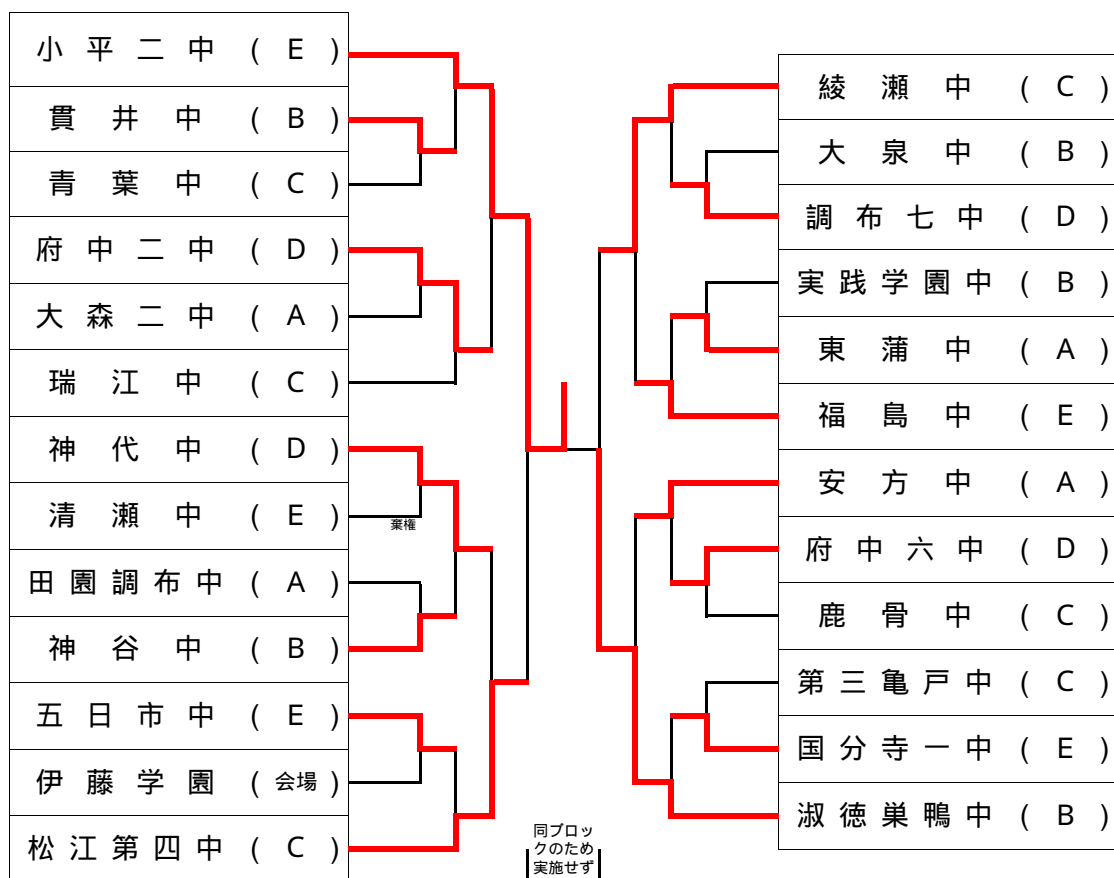 小平二中 ( E )
貫井中 ( B )
青葉中 ( C )
府中二中 ( D )
大森二中 ( A )
瑞江中 ( C )
神代中 ( D )
清瀬中 ( E )
棄権
田園調布中 ( A )
神谷中 ( B )
五日市中 ( E )
伊藤学園 ( 会場 )
松江第四中 ( C )
同ブロッ
クのため
実施せず
綾瀬中 ( C )
大泉中 ( B )
調布七中 ( D )
実践学園中 ( B )
東蒲中 ( A )
福島中 ( E )
安方中 ( A )
府中六中 ( D )
鹿骨中 ( C )
第三亀戸中 ( C )
国分寺一中 ( E )
淑徳巣鴨中 ( B )